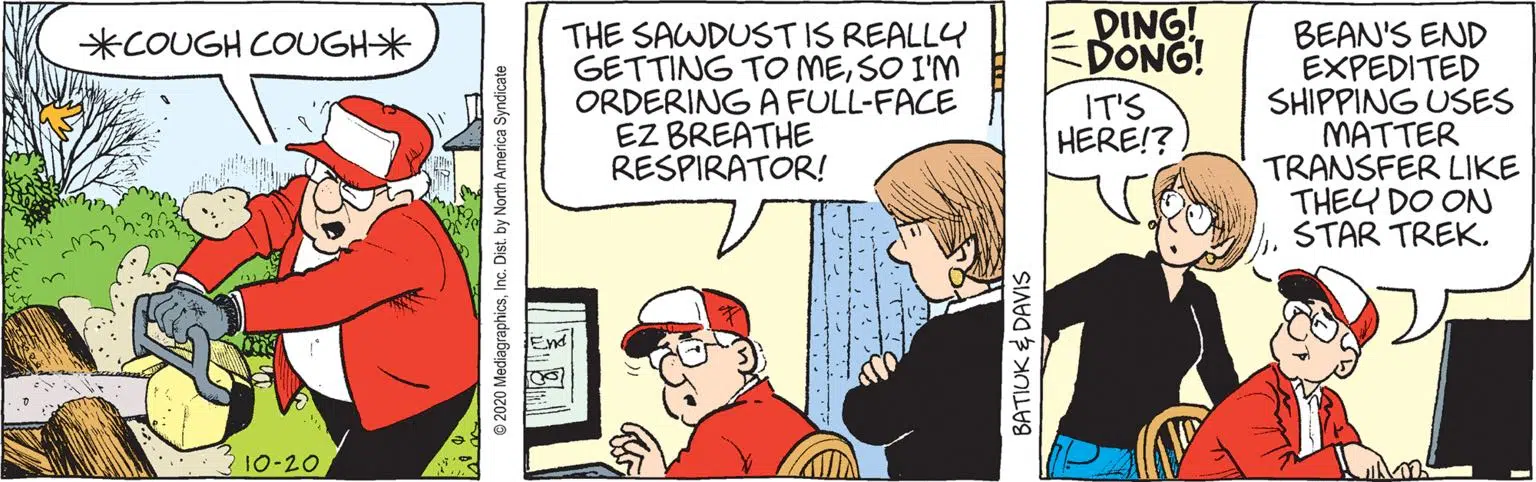 *COUGH COUGH*
10-20
© 2020 Mediagraphics, Inc. Dist. by North America Syndicate
THE SAWDUST IS REALLY
GETTING TO ME, SO I'M
ORDERING A FULL-FACE
EZ BREATHE
RESPIRATOR!
End
BATIUK & DAVIS
DING!
DONG!
IT'S
HERE!?
BEAN'S END
EXPEDITED
SHIPPING USES
MATTER
TRANSFER LIKE
THEY DO ON
STAR TREK.